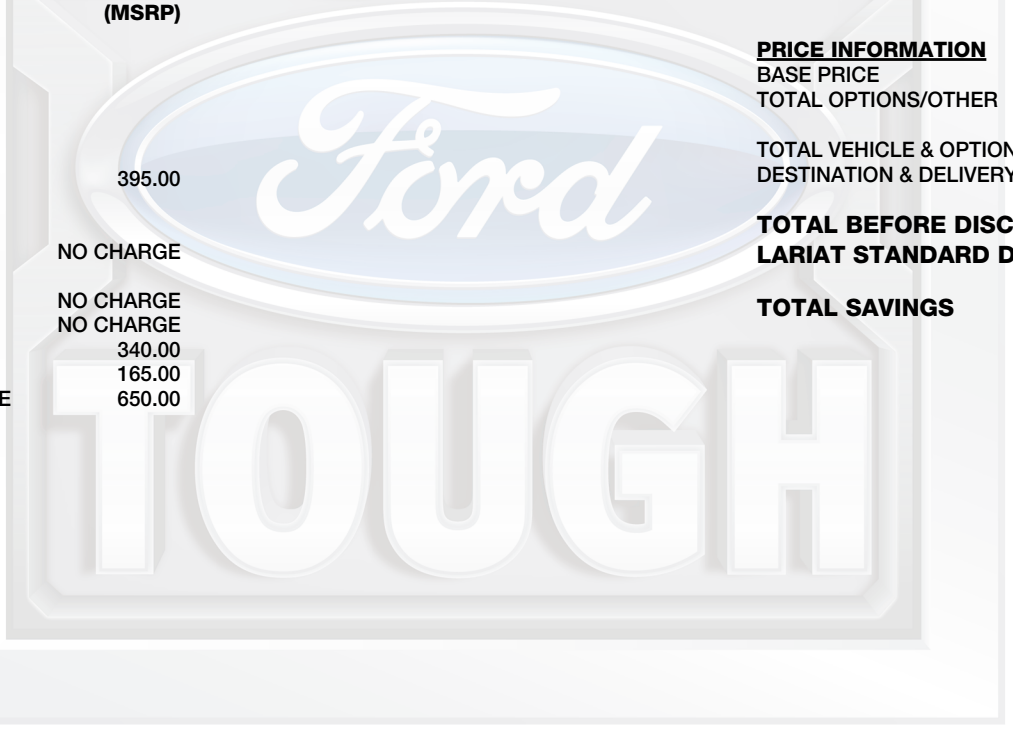 (MSRP)
395.00
NO CHARGE
NO CHARGE
NO CHARGE
340.00
165.00
E 650.00
PRICE INFORMATION
BASE PRICE
TOTAL OPTIONS/OTHER
TOTAL VEHICLE & OPTION
DESTINATION & DELIVERY
TOTAL BEFORE DISC
LARIAT STANDARD D
TOTAL SAVINGS
Ford
TOUGH